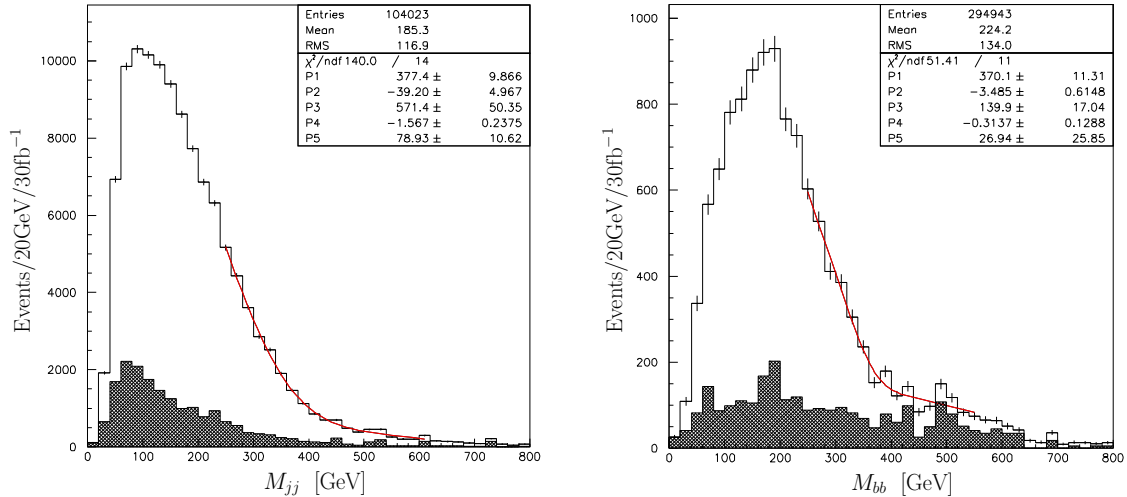 Entries 104023
Mean 185.3
RMS 116.9
χ²/ndf 140.0 / 14
P1 377.4 ± 9.866
P2 −39.20 ± 4.967
P3 571.4 ± 50.35
P4 −1.567 ± 0.2375
P5 78.93 ± 10.62
Events/20GeV/30fb⁻¹
10000
8000
6000
4000
2000
0
0 100 200 300 400 500 600 700 800
M_jj [GeV]
Entries 294943
Mean 224.2
RMS 134.0
χ²/ndf 51.41 / 11
P1 370.1 ± 11.31
P2 −3.485 ± 0.6148
P3 139.9 ± 17.04
P4 −0.3137 ± 0.1288
P5 26.94 ± 25.85
Events/20GeV/30fb⁻¹
1000
800
600
400
200
0
0 100 200 300 400 500 600 700 800
M_bb [GeV]